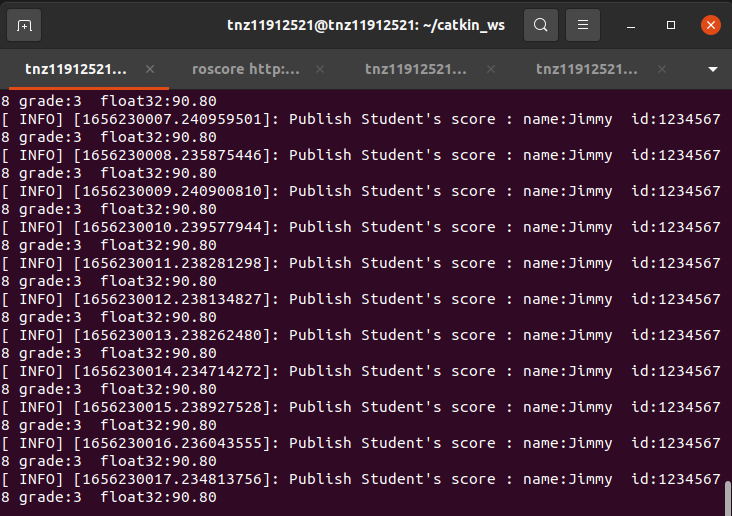 tnz11912521@tnz11912521: ~/catkin_ws
tnz11912521... × roscore http:... × tnz11912521... × tnz11912521... ×
8 grade:3  float32:90.80
[ INFO] [1656230007.240959501]: Publish Student's score : name:Jimmy  id:1234567
8 grade:3  float32:90.80
[ INFO] [1656230008.235875446]: Publish Student's score : name:Jimmy  id:1234567
8 grade:3  float32:90.80
[ INFO] [1656230009.240900810]: Publish Student's score : name:Jimmy  id:1234567
8 grade:3  float32:90.80
[ INFO] [1656230010.239577944]: Publish Student's score : name:Jimmy  id:1234567
8 grade:3  float32:90.80
[ INFO] [1656230011.238281298]: Publish Student's score : name:Jimmy  id:1234567
8 grade:3  float32:90.80
[ INFO] [1656230012.238134827]: Publish Student's score : name:Jimmy  id:1234567
8 grade:3  float32:90.80
[ INFO] [1656230013.238262480]: Publish Student's score : name:Jimmy  id:1234567
8 grade:3  float32:90.80
[ INFO] [1656230014.234714272]: Publish Student's score : name:Jimmy  id:1234567
8 grade:3  float32:90.80
[ INFO] [1656230015.238927528]: Publish Student's score : name:Jimmy  id:1234567
8 grade:3  float32:90.80
[ INFO] [1656230016.236043555]: Publish Student's score : name:Jimmy  id:1234567
8 grade:3  float32:90.80
[ INFO] [1656230017.234813756]: Publish Student's score : name:Jimmy  id:1234567
8 grade:3  float32:90.80